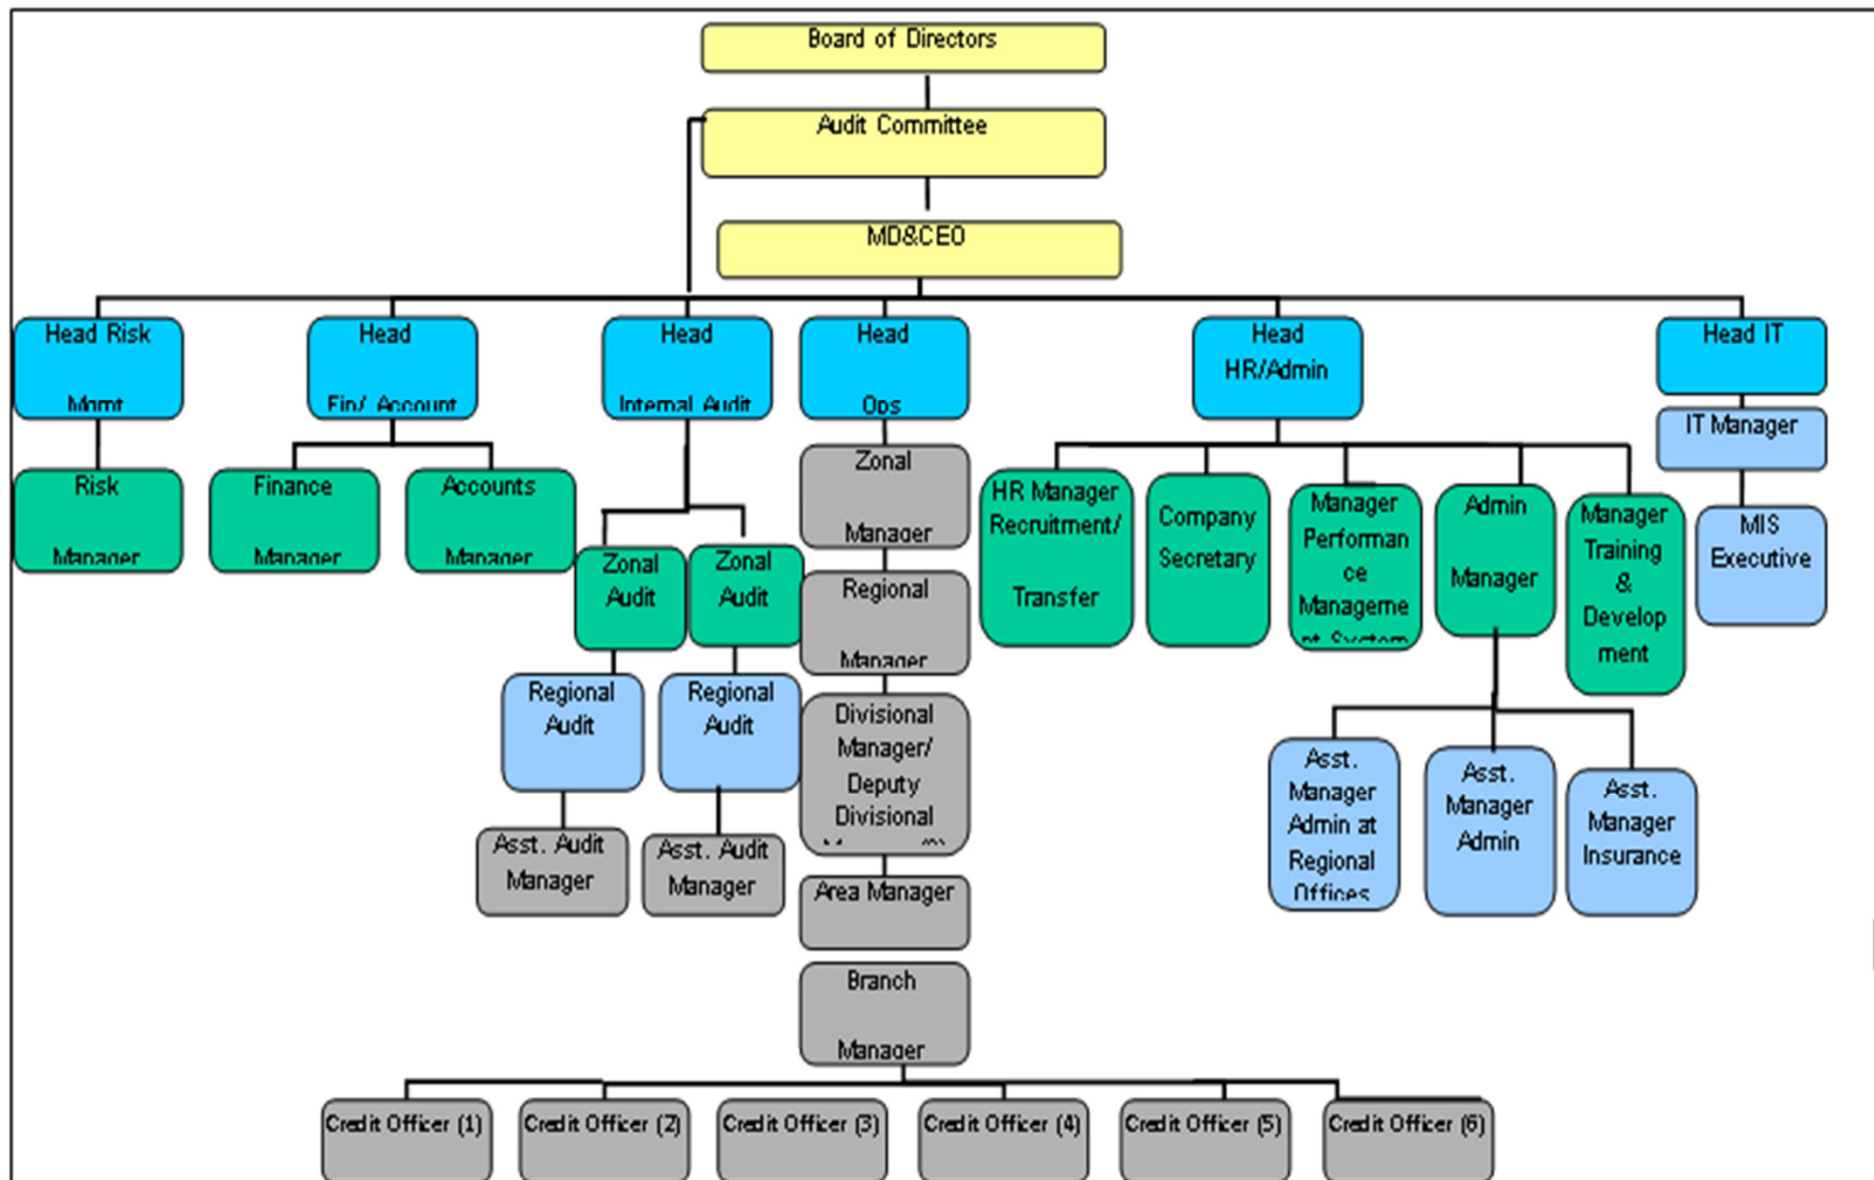 Board of Directors
Audit Committee
MD&CEO
Head Risk
Mgmt
Head
Fin/ Account
Head
Internal Audit
Head
Ops
Head
HR/Admin
Head IT
IT Manager
MIS
Executive
Risk
Manager
Finance
Manager
Accounts
Manager
Zonal
Audit
Zonal
Audit
Regional
Audit
Regional
Audit
Asst. Audit
Manager
Asst. Audit
Manager
Zonal
Manager
Regional
Manager
Divisional
Manager/
Deputy
Divisional
Area Manager
Branch
Manager
HR Manager
Recruitment/
Transfer
Company
Secretary
Manager
Performan
ce
Manageme
nt System
Admin
Manager
Manager
Training
&
Develop
ment
Asst.
Manager
Admin at
Regional
Offices
Asst.
Manager
Admin
Asst.
Manager
Insurance
Credit Officer (1)
Credit Officer (2)
Credit Officer (3)
Credit Officer (4)
Credit Officer (5)
Credit Officer (6)